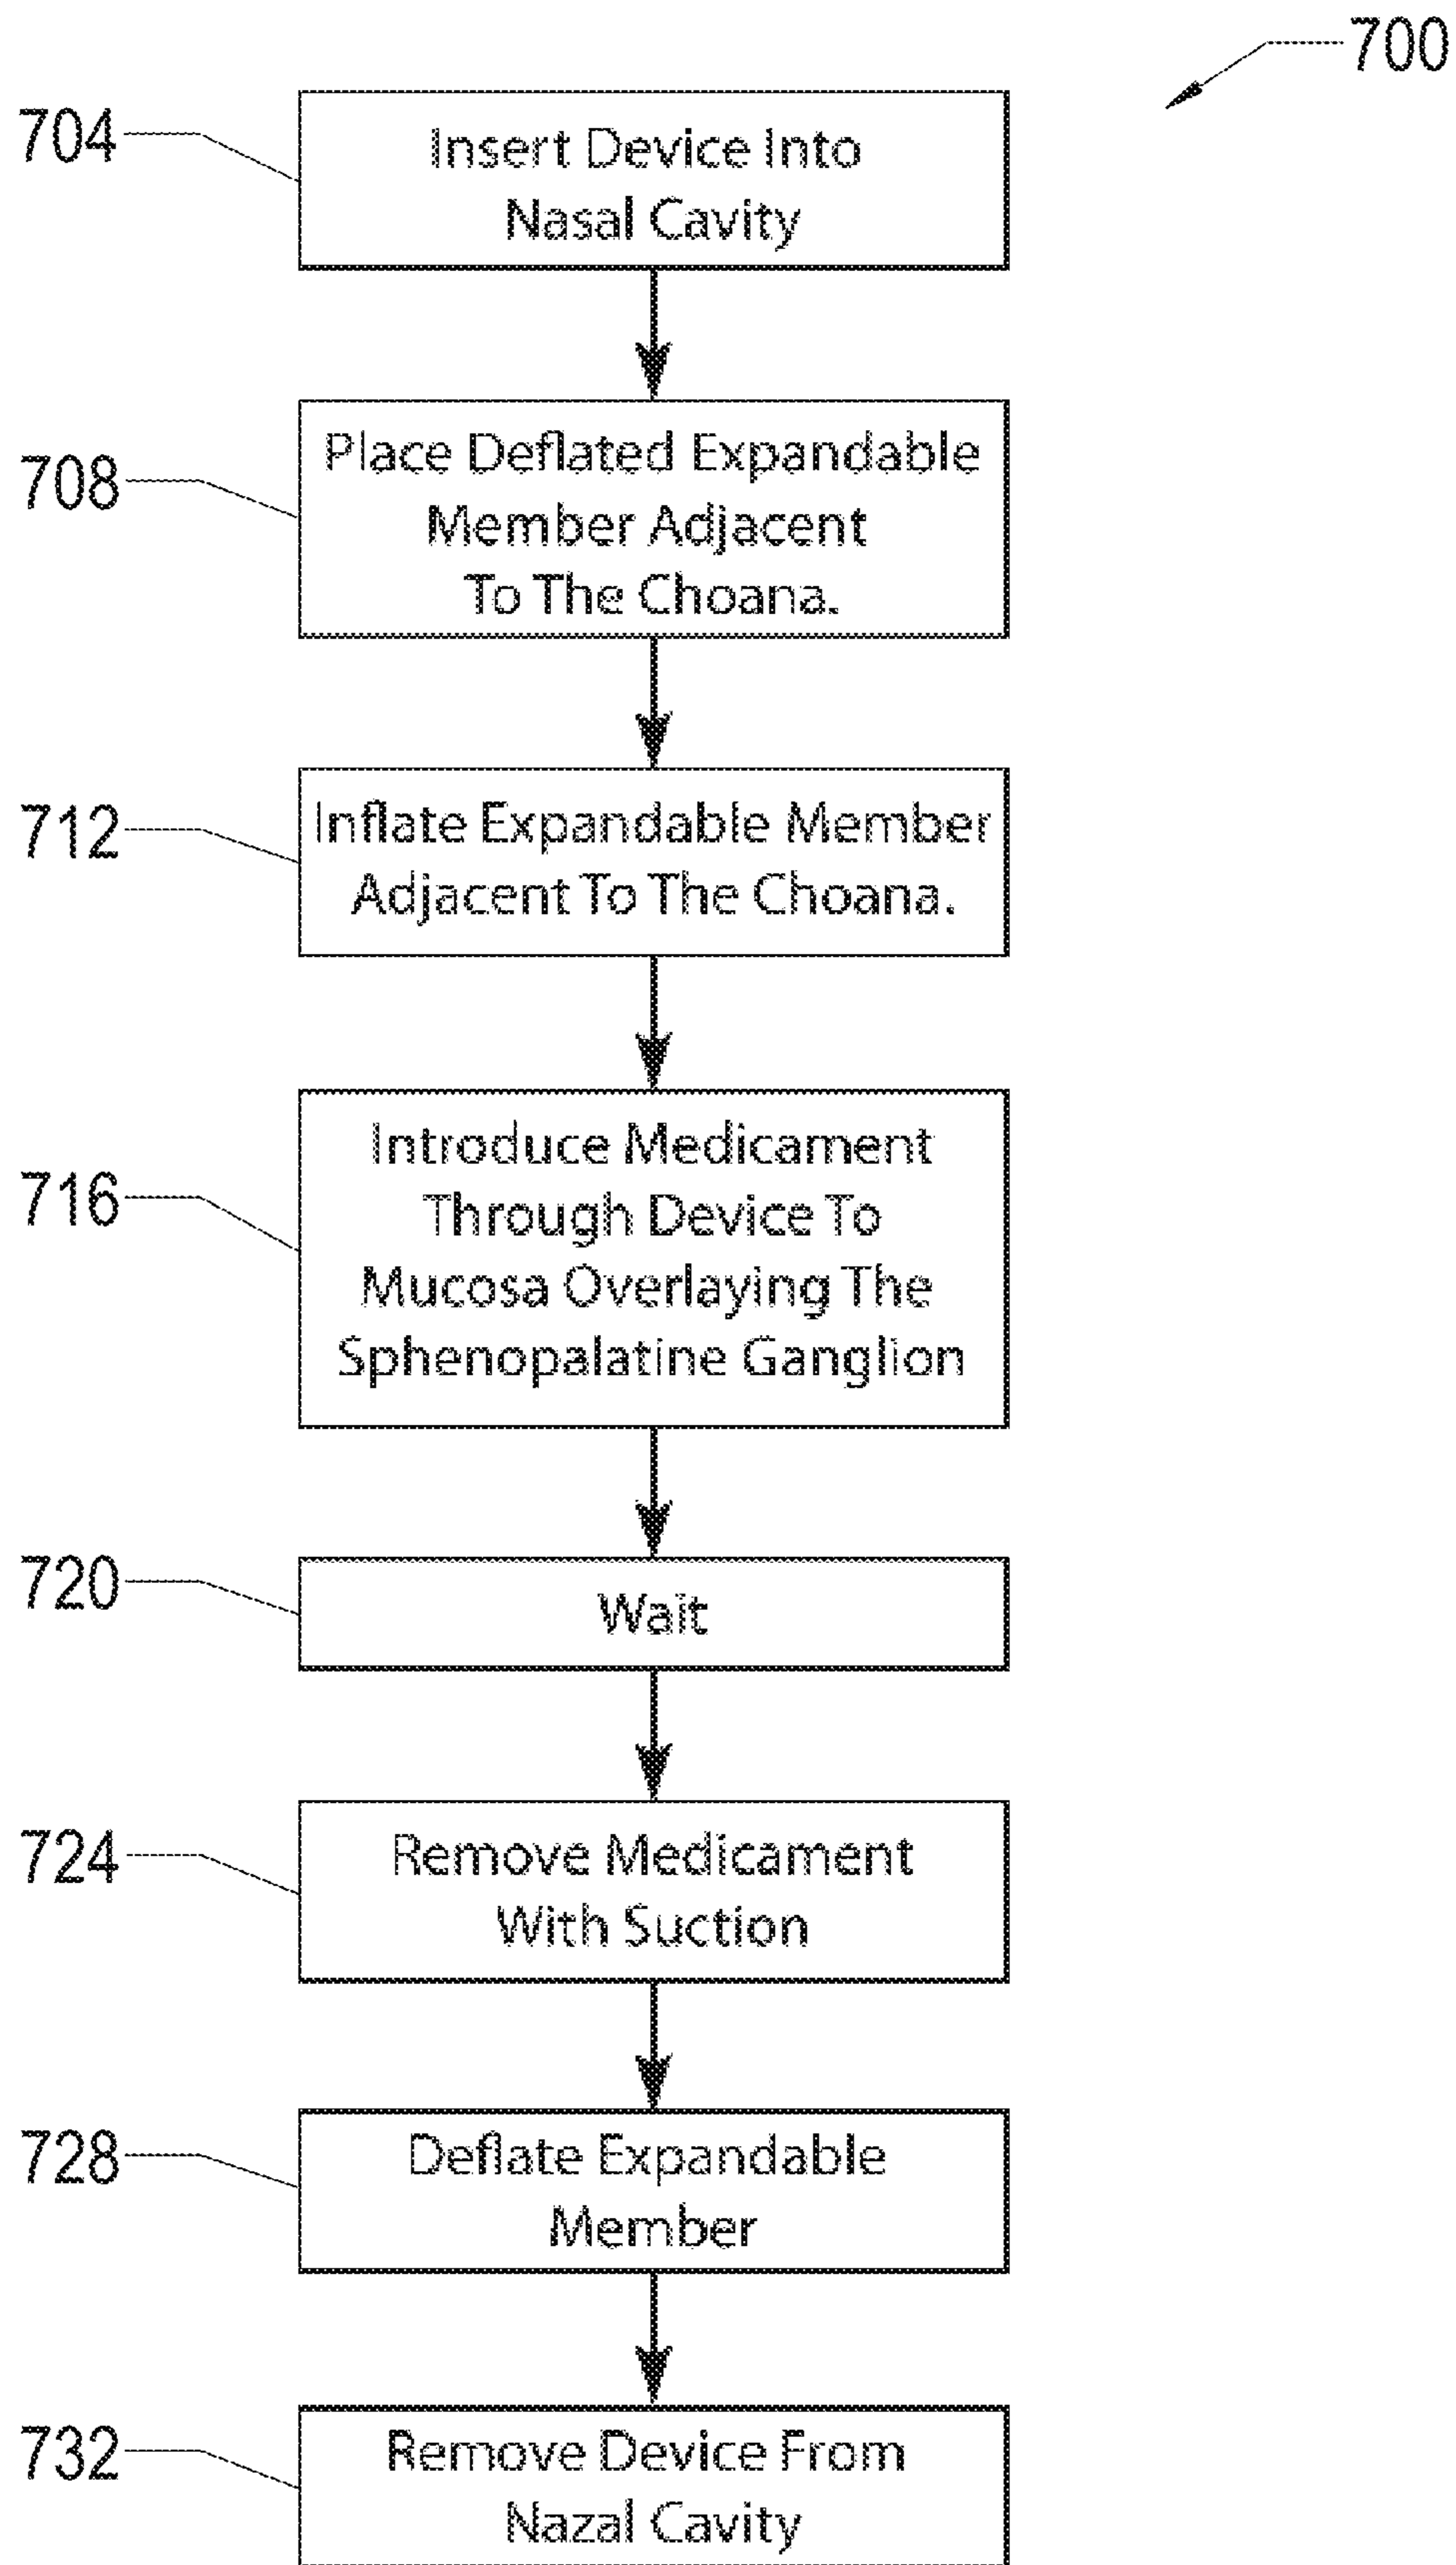 700
704
Insert Device Into
Nasal Cavity
708
Place Deflated Expandable
Member Adjacent
To The Choana.
712
Inflate Expandable Member
Adjacent To The Choana.
716
Introduce Medicament
Through Device To
Mucosa Overlaying The
Sphenopalatine Ganglion
720
Wait
724
Remove Medicament
With Suction
728
Deflate Expandable
Member
732
Remove Device From
Nazal Cavity